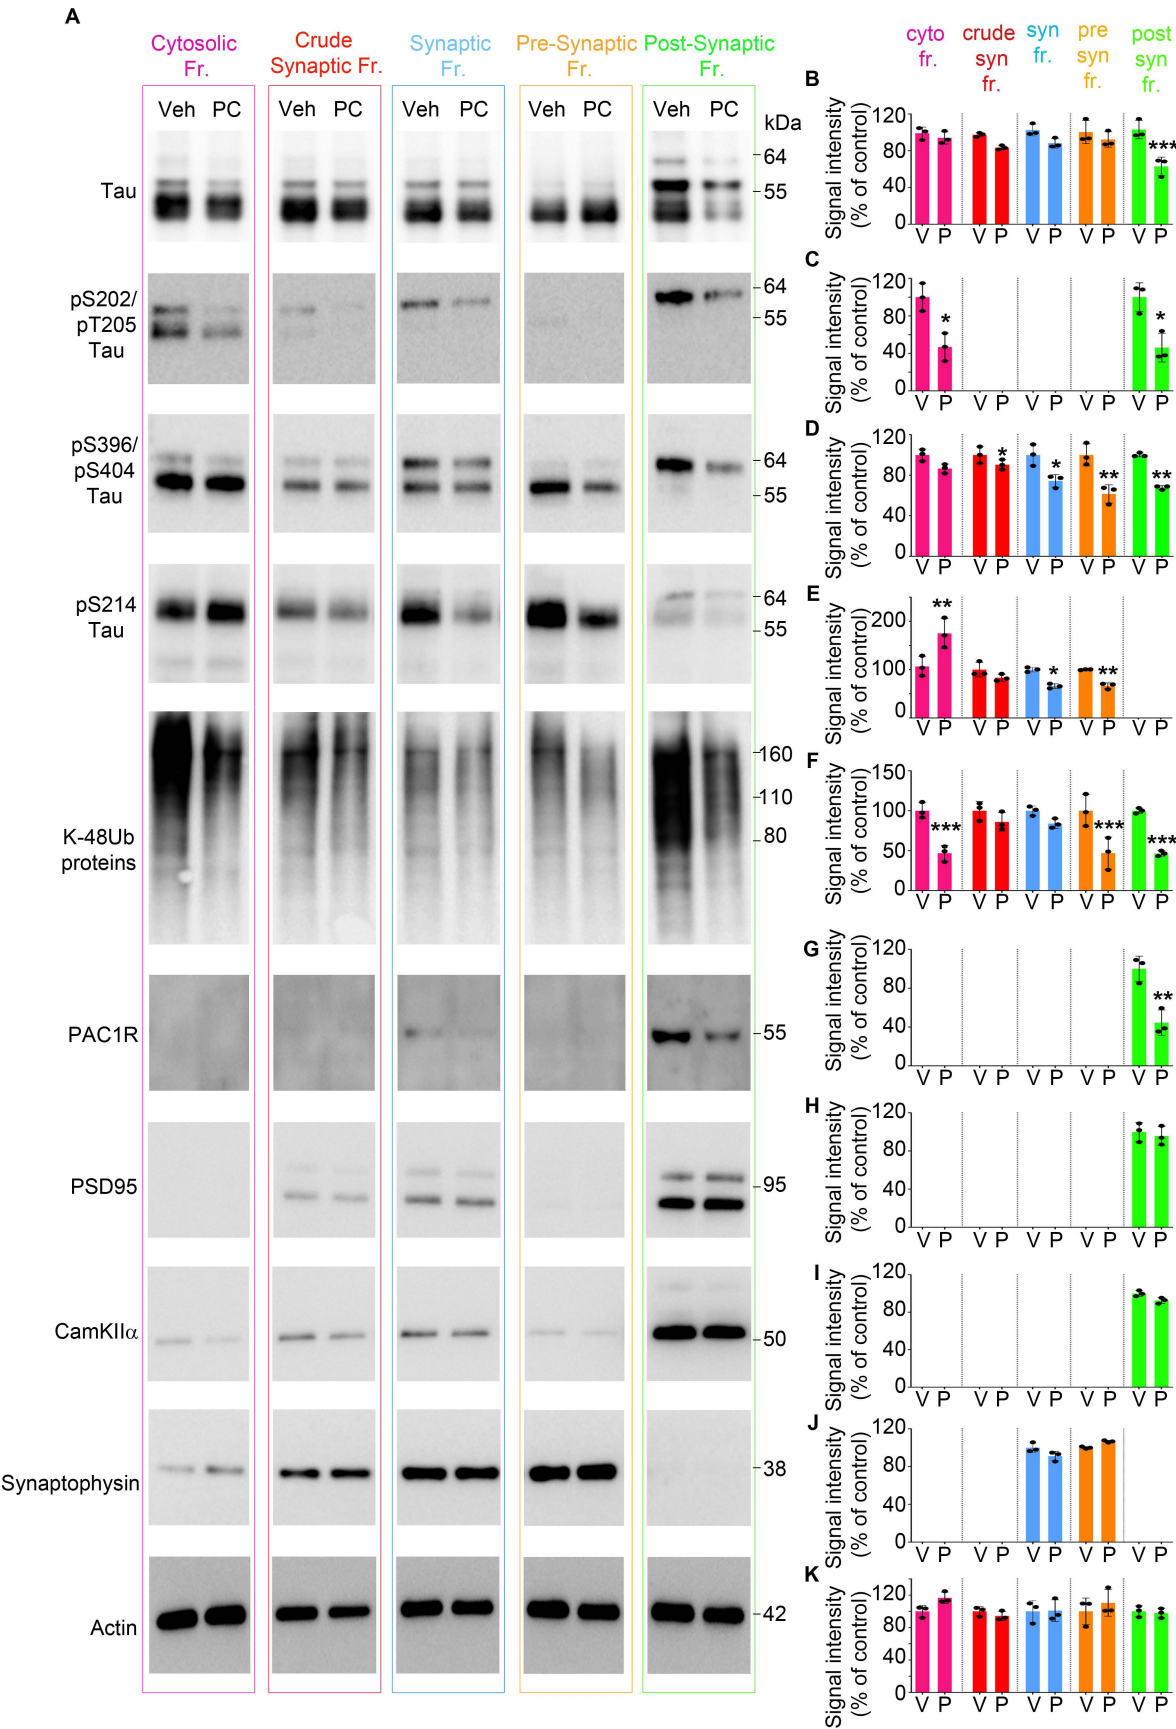 A
Cytosolic
Fr.
Crude
Synaptic Fr.
Synaptic
Fr.
Pre-Synaptic
Fr.
Post-Synaptic
Fr.
Veh PC
Veh PC
Veh PC
Veh PC
Veh PC
kDa
Tau
64
55
pS202/
pT205
Tau
64
55
pS396/
pS404
Tau
64
55
pS214
Tau
64
55
K-48Ub
proteins
160
110
80
PAC1R
55
PSD95
95
CamKIIα
50
Synaptophysin
38
Actin
42
cyto
fr.
crude
syn
fr.
syn
fr.
pre
syn
fr.
post
syn
fr.
B
Signal intensity
(% of control)
120
80
40
0
***
V P V P V P V P V P
C
Signal intensity
(% of control)
120
80
40
0
* *
V P V P V P V P V P
D
Signal intensity
(% of control)
120
80
40
0
* * ** **
V P V P V P V P V P
E
Signal intensity
(% of control)
200
100
0
** * **
V P V P V P V P V P
F
Signal intensity
(% of control)
150
100
50
0
*** *** ***
V P V P V P V P V P
G
Signal intensity
(% of control)
120
80
40
0
**
V P V P V P V P V P
H
Signal intensity
(% of control)
120
80
40
0
V P V P V P V P V P
I
Signal intensity
(% of control)
120
80
40
0
V P V P V P V P V P
J
Signal intensity
(% of control)
120
80
40
0
V P V P V P V P V P
K
Signal intensity
(% of control)
120
80
40
0
V P V P V P V P V P